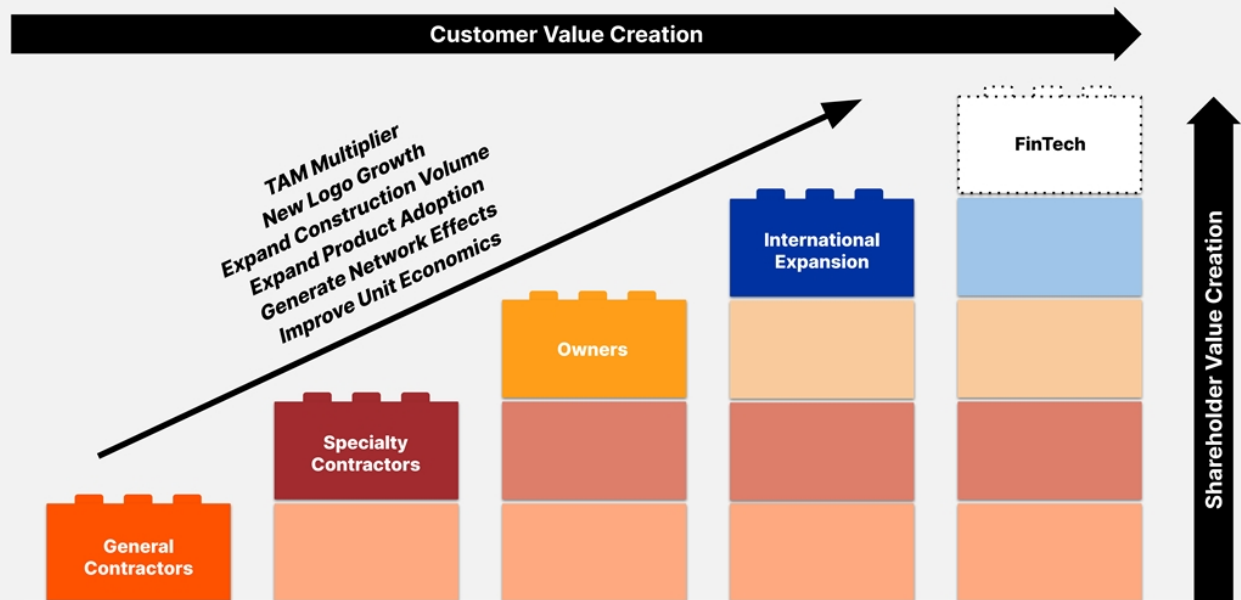 Customer Value Creation
TAM Multiplier
New Logo Growth
Expand Construction Volume
Expand Product Adoption
Generate Network Effects
Improve Unit Economics
FinTech
International
Expansion
Owners
Specialty
Contractors
General
Contractors
Shareholder Value Creation